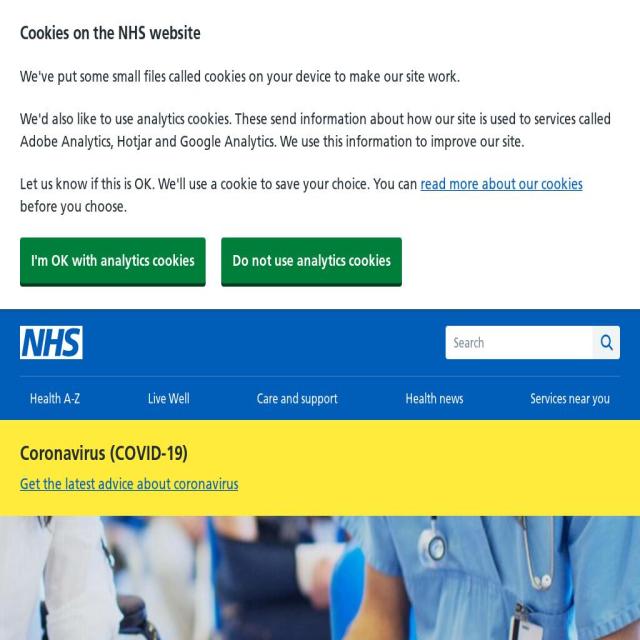 Cookies on the NHS website
We've put some small files called cookies on your device to make our site work.
We'd also like to use analytics cookies. These send information about how our site is used to services called
Adobe Analytics, Hotjar and Google Analytics. We use this information to improve our site.
Let us know if this is OK. We'll use a cookie to save your choice. You can read more about our cookies
before you choose.
I'm OK with analytics cookies Do not use analytics cookies
NHS Search
Health A-Z Live Well Care and support Health news Services near you
Coronavirus (COVID-19)
Get the latest advice about coronavirus